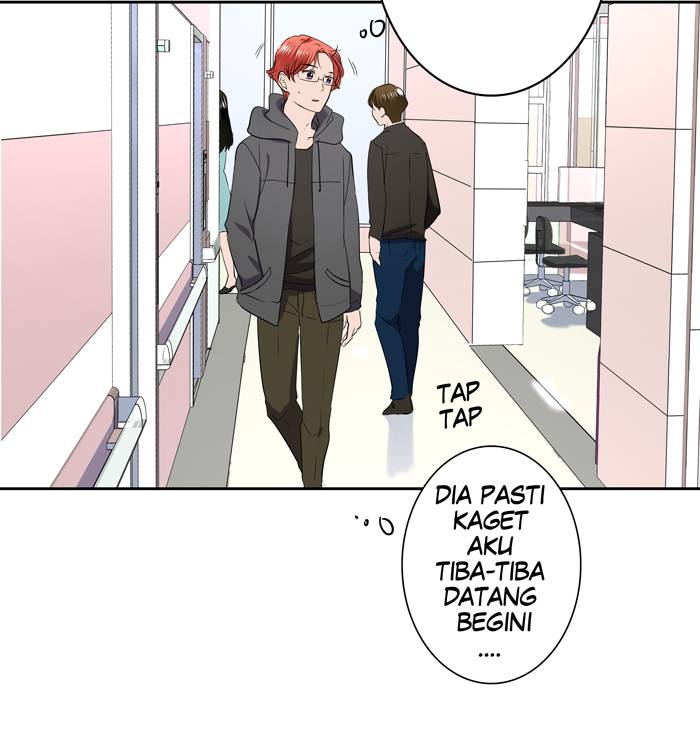 TAP
TAP
DIA PASTI
KAGET
AKU
TIBA-TIBA
DATANG
BEGINI
....